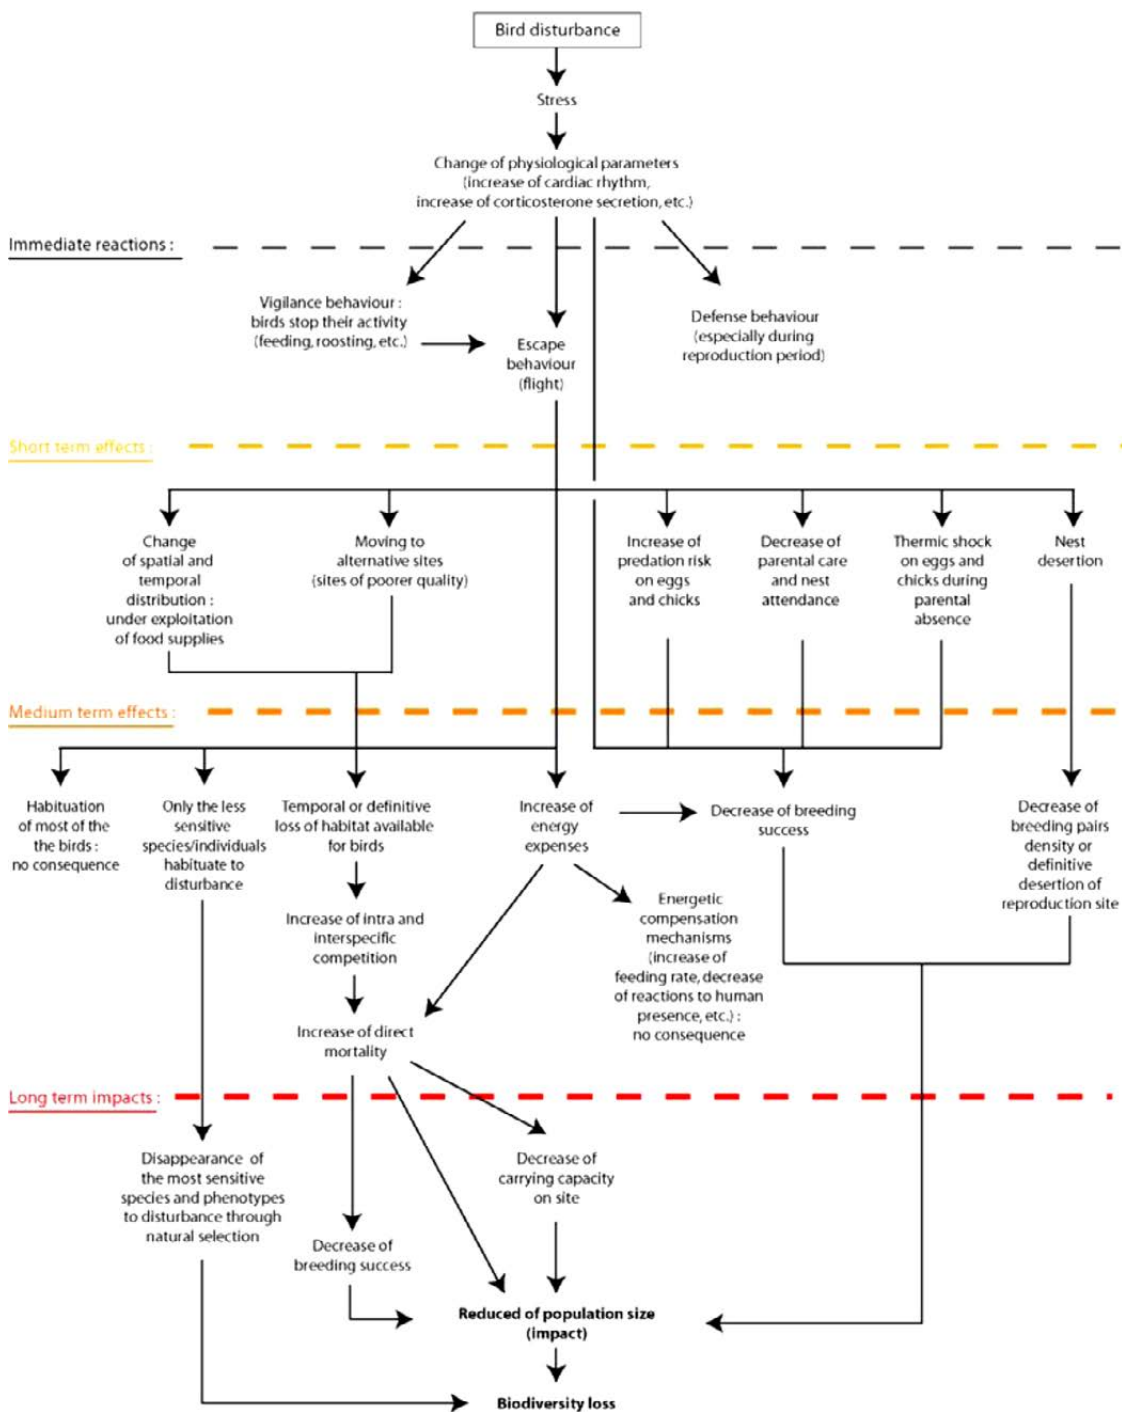 Bird disturbance
Stress
Change of physiological parameters
(increase of cardiac rhythm,
increase of corticosterone secretion, etc.)
Immediate reactions :
Vigilance behaviour :
birds stop their activity
(feeding, roosting, etc.)
Escape
behaviour
(flight)
Defense behaviour
(especially during
reproduction period)
Short term effects :
Change
of spatial and
temporal
distribution :
under exploitation
of food supplies
Moving to
alternative sites
(sites of poorer quality)
Increase of
predation risk
on eggs
and chicks
Decrease of
parental care
and nest
attendance
Thermic shock
on eggs and
chicks during
parental
absence
Nest
desertion
Medium term effects :
Habituation
of most of the
the birds :
no consequence
Only the less
sensitive
species/individuals
habituate to
disturbance
Temporal or definitive
loss of habitat available
for birds
Increase of
energy
expenses
Decrease of breeding
success
Decrease of
breeding pairs
density or
definitive
desertion of
reproduction site
Increase of intra and
interspecific
competition
Energetic
compensation
mechanisms
(increase of
feeding rate, decrease
of reactions to human
presence, etc.) :
no consequence
Increase of direct
mortality
Long term impacts :
Disappearance of
the most sensitive
species and phenotypes
to disturbance through
natural selection
Decrease of
breeding success
Decrease of
carrying capacity
on site
Reduced of population size
(impact)
Biodiversity loss